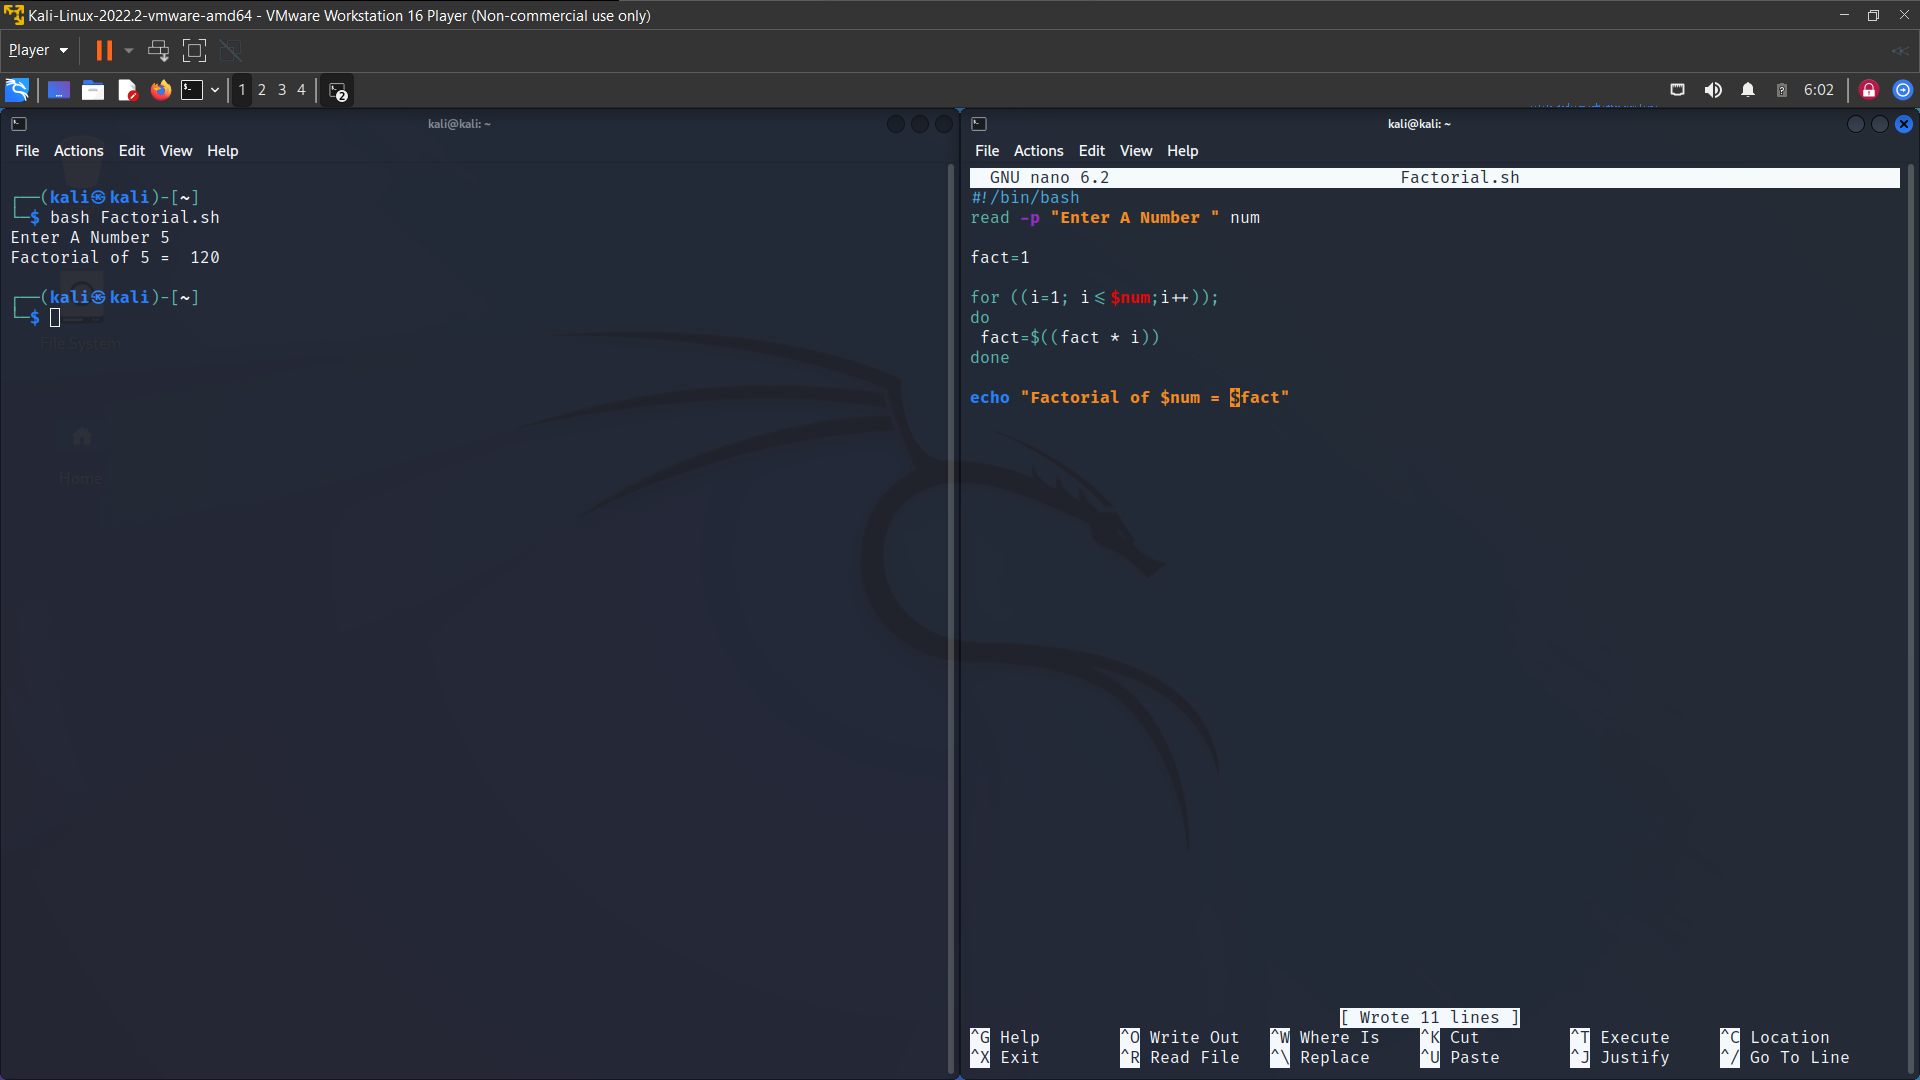 Kali-Linux-2022.2-vmware-amd64 - VMware Workstation 16 Player (Non-commercial use only)
Player
1 2 3 4
2
6:02
kali@kali: ~
File Actions Edit View Help
┌──(kali㉿kali)-[~]
└─$ bash Factorial.sh
Enter A Number 5
Factorial of 5 =  120
┌──(kali㉿kali)-[~]
└─$
File System
Home
kali@kali: ~
File Actions Edit View Help
GNU nano 6.2 Factorial.sh
#!/bin/bash
read -p "Enter A Number " num
fact=1
for ((i=1; i<=$num;i++));
do
 fact=$((fact * i))
done
echo "Factorial of $num = $fact"
[ Wrote 11 lines ]
^G Help ^O Write Out ^W Where Is ^K Cut ^T Execute ^C Location
^X Exit ^R Read File ^\ Replace ^U Paste ^J Justify ^/ Go To Line